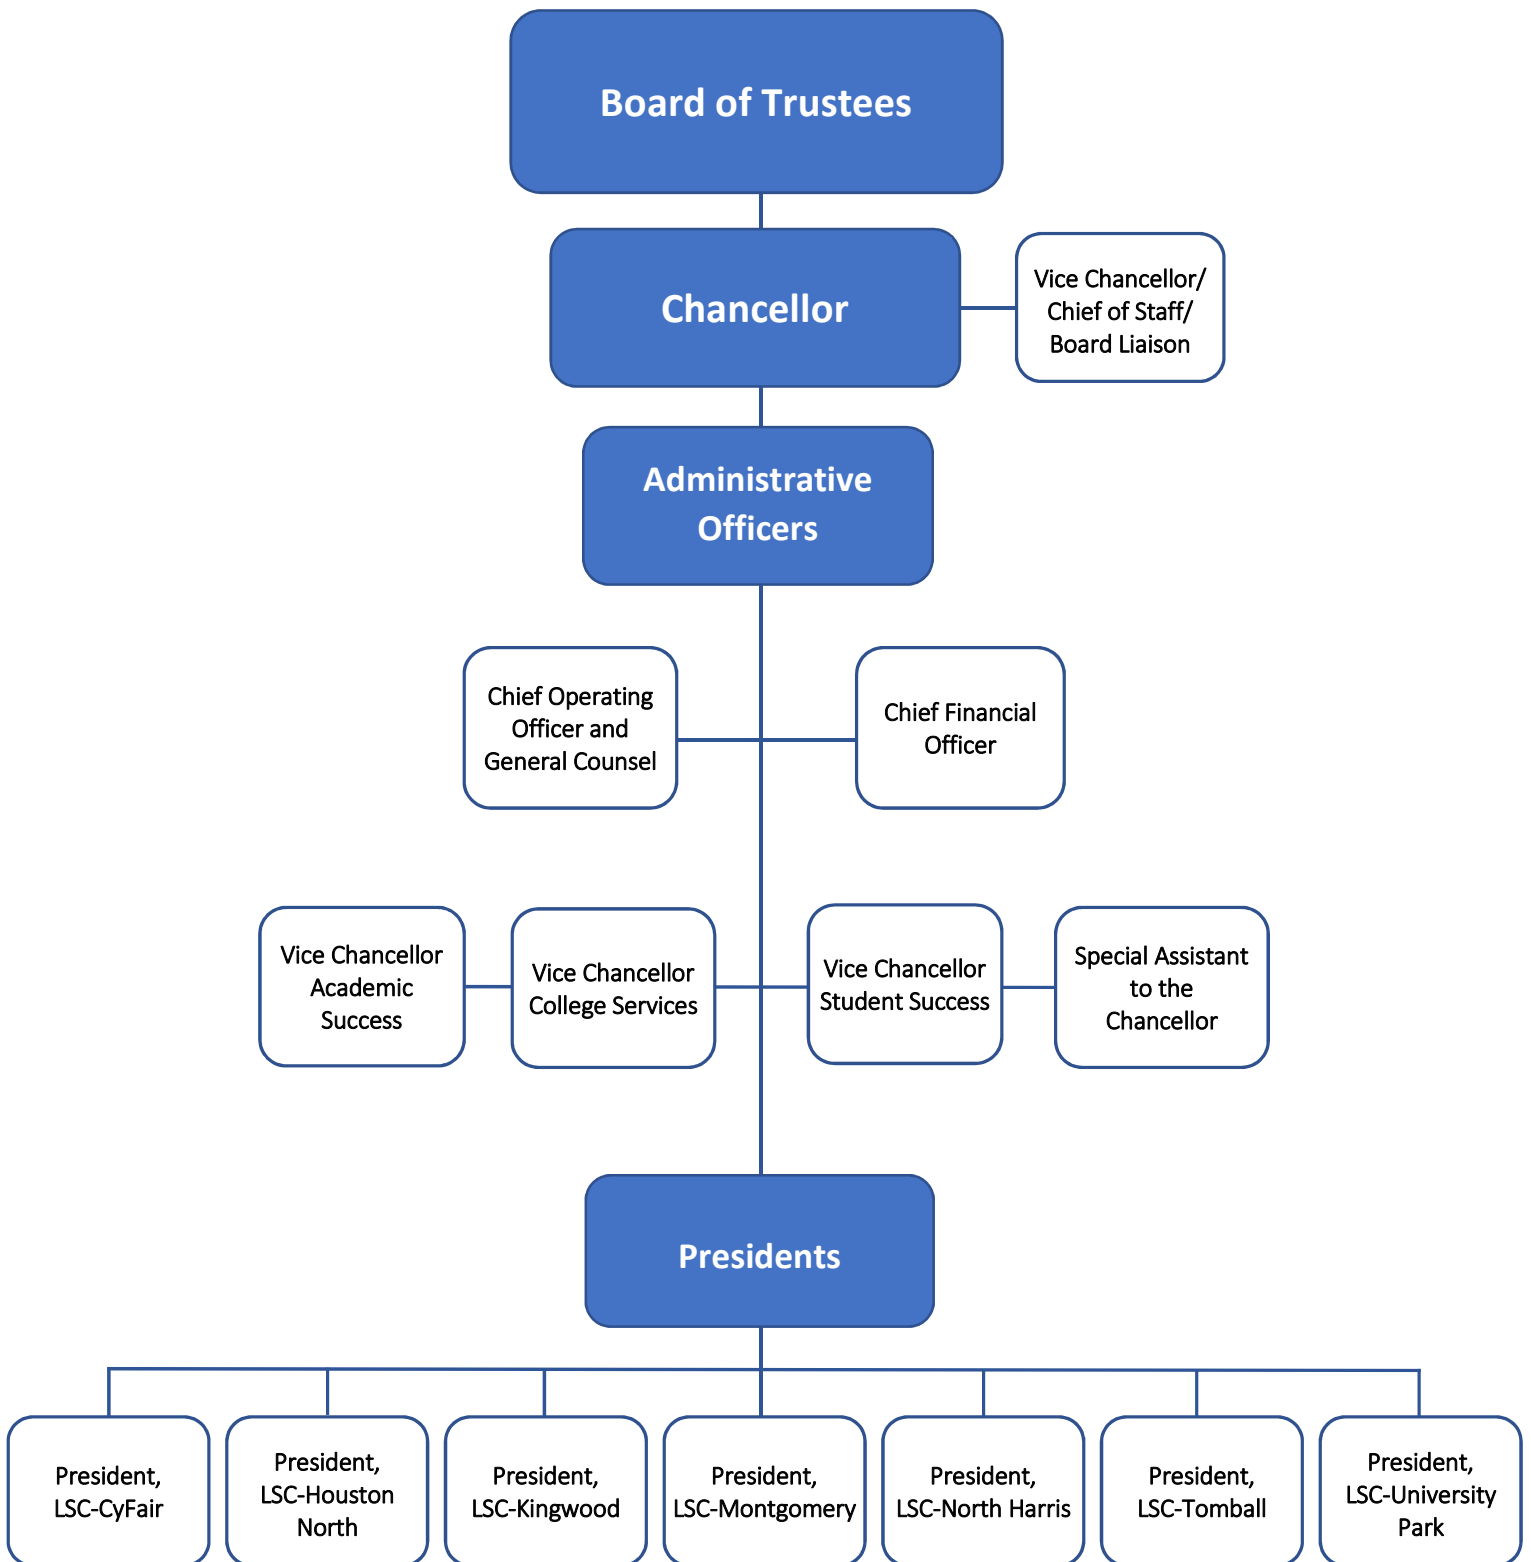 Board of Trustees
Chancellor
Vice Chancellor/
Chief of Staff/
Board Liaison
Administrative
Officers
Chief Operating
Officer and
General Counsel
Chief Financial
Officer
Vice Chancellor
Academic
Success
Vice Chancellor
College Services
Vice Chancellor
Student Success
Special Assistant
to the
Chancellor
Presidents
President,
LSC-CyFair
President,
LSC-Houston
North
President,
LSC-Kingwood
President,
LSC-Montgomery
President,
LSC-North Harris
President,
LSC-Tomball
President,
LSC-University
Park